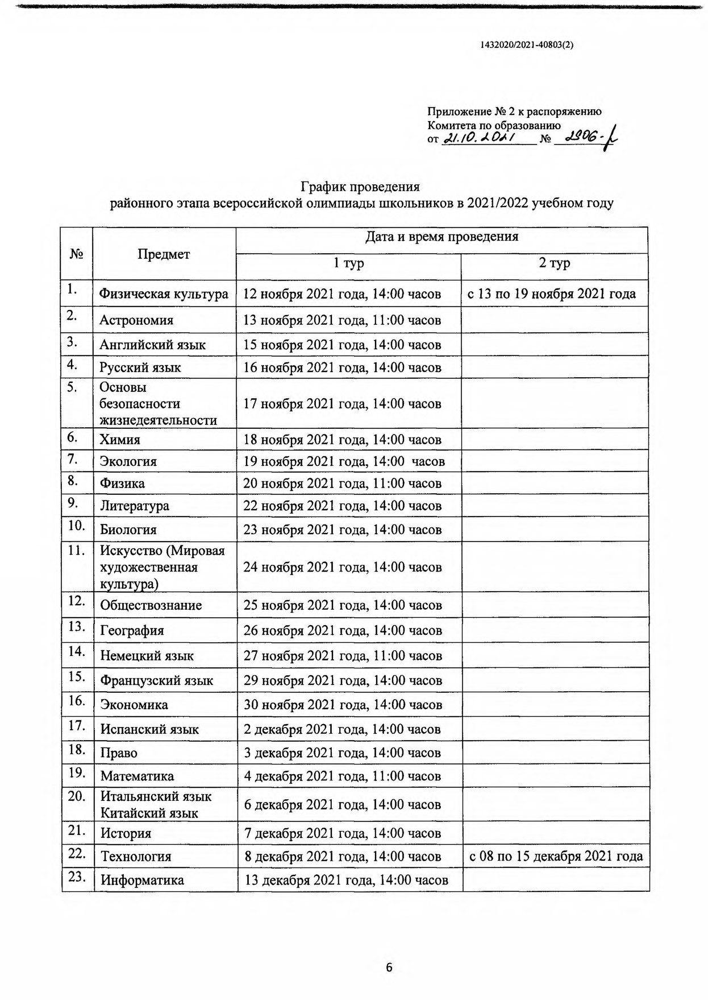 1432020/2021-40803(2)
Приложение № 2 к распоряжению
Комитета по образованию
от 21.10.2021 № 2906-р
График проведения
районного этапа всероссийской олимпиады школьников в 2021/2022 учебном году
№ Предмет Дата и время проведения
1 тур 2 тур
1. Физическая культура 12 ноября 2021 года, 14:00 часов с 13 по 19 ноября 2021 года
2. Астрономия 13 ноября 2021 года, 11:00 часов
3. Английский язык 15 ноября 2021 года, 14:00 часов
4. Русский язык 16 ноября 2021 года, 14:00 часов
5. Основы
безопасности
жизнедеятельности
17 ноября 2021 года, 14:00 часов
6. Химия 18 ноября 2021 года, 14:00 часов
7. Экология 19 ноября 2021 года, 14:00 часов
8. Физика 20 ноября 2021 года, 11:00 часов
9. Литература 22 ноября 2021 года, 14:00 часов
10. Биология 23 ноября 2021 года, 14:00 часов
11. Искусство (Мировая
художественная
культура)
24 ноября 2021 года, 14:00 часов
12. Обществознание 25 ноября 2021 года, 14:00 часов
13. География 26 ноября 2021 года, 14:00 часов
14. Немецкий язык 27 ноября 2021 года, 11:00 часов
15. Французский язык 29 ноября 2021 года, 14:00 часов
16. Экономика 30 ноября 2021 года, 14:00 часов
17. Испанский язык 2 декабря 2021 года, 14:00 часов
18. Право 3 декабря 2021 года, 14:00 часов
19. Математика 4 декабря 2021 года, 11:00 часов
20. Итальянский язык
Китайский язык
6 декабря 2021 года, 14:00 часов
21. История 7 декабря 2021 года, 14:00 часов
22. Технология 8 декабря 2021 года, 14:00 часов с 08 по 15 декабря 2021 года
23. Информатика 13 декабря 2021 года, 14:00 часов
6